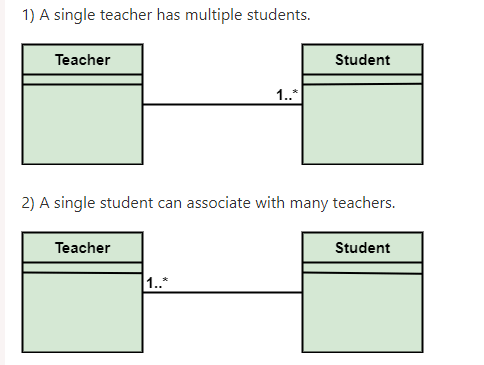 1) A single teacher has multiple students.
Teacher
Student
1..*
2) A single student can associate with many teachers.
Teacher
Student
1..*